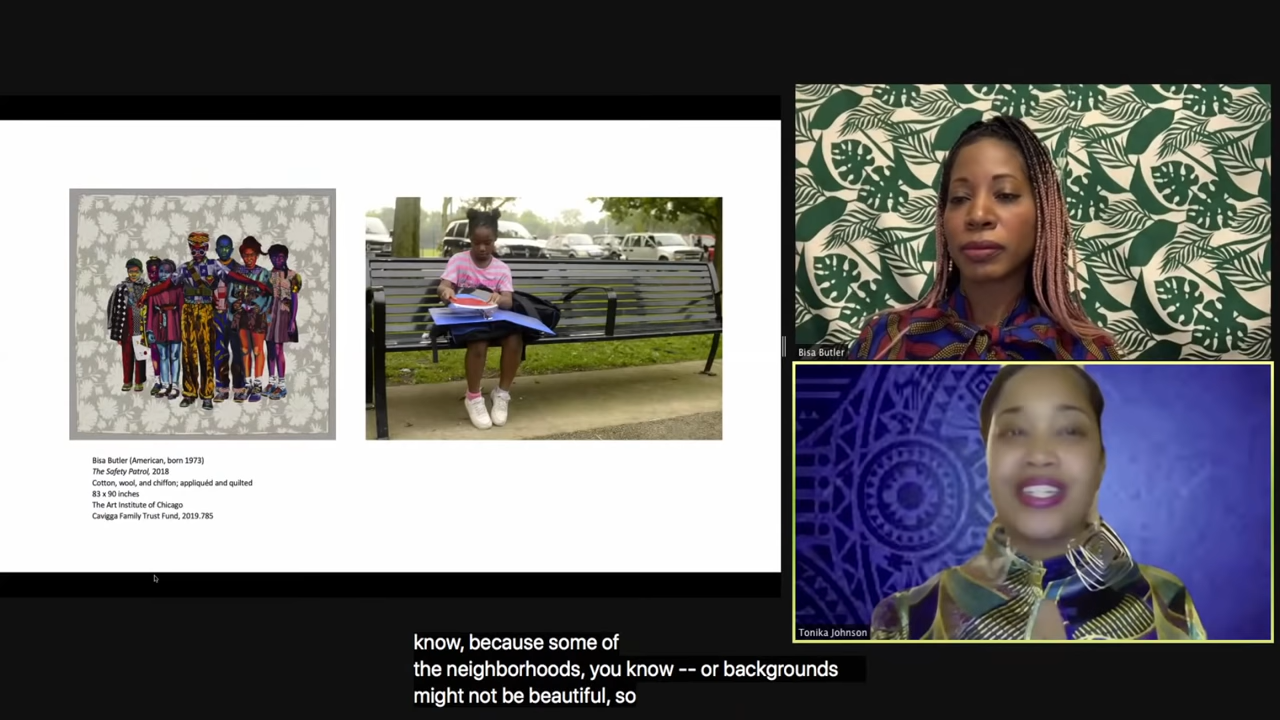 Bisa Butler (American, born 1973)
The Safety Patrol, 2018
Cotton, wool, and chiffon; appliquéd and quilted
83 x 90 inches
The Art Institute of Chicago
Cavigga Family Trust Fund, 2019.785
Bisa Butler
Tonika Johnson
know, because some of
the neighborhoods, you know -- or backgrounds
might not be beautiful, so